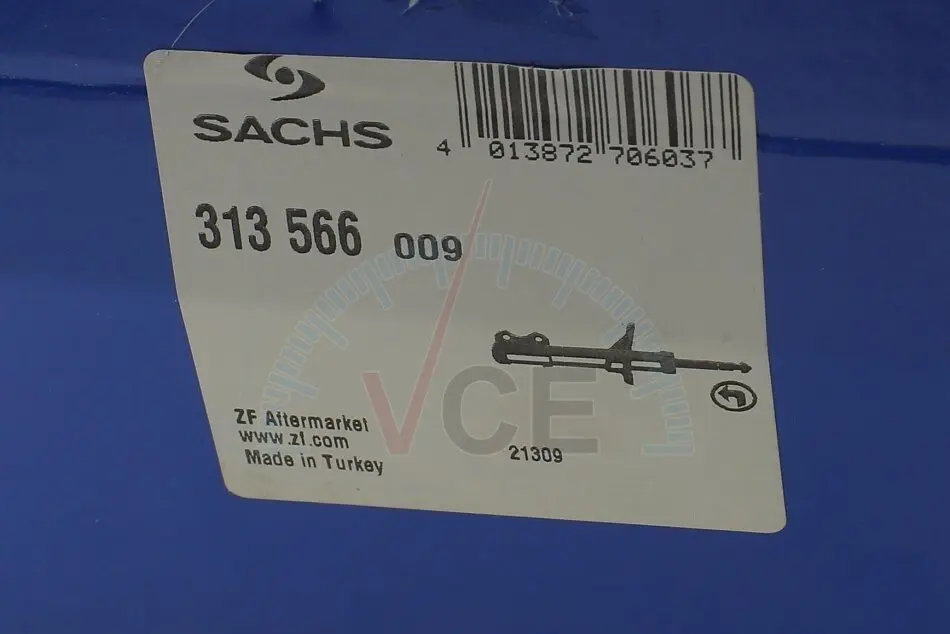 SACHS
4 013872 706037
313 566 009
VCE
ZF Aftermarket
www.zf.com
Made in Turkey
21309